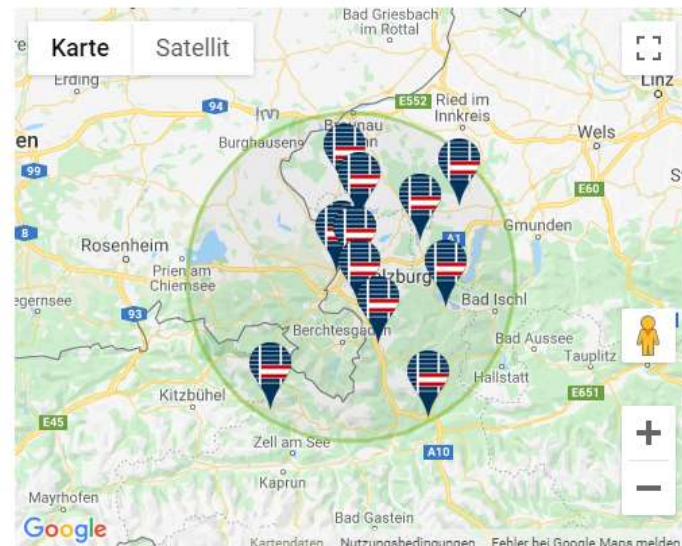 Bad Griesbach
im Rottal
Karte
Satellit
Erding
94
E552
Ried im
Innkreis
Linz
Burghausen
Wels
en
99
E60
8
Rosenheim
A1
Gmunden
Prien am
Chiemsee
93
Bad Ischl
Berchtesgaden
Bad Aussee
Tauplitz
Hallstatt
Kitzbühel
E651
E45
Zell am See
A10
Kaprun
Mayrhofen
Bad Gastein
Google
Kartendaten
Nutzungsbedingungen
Fehler bei Google Maps melden